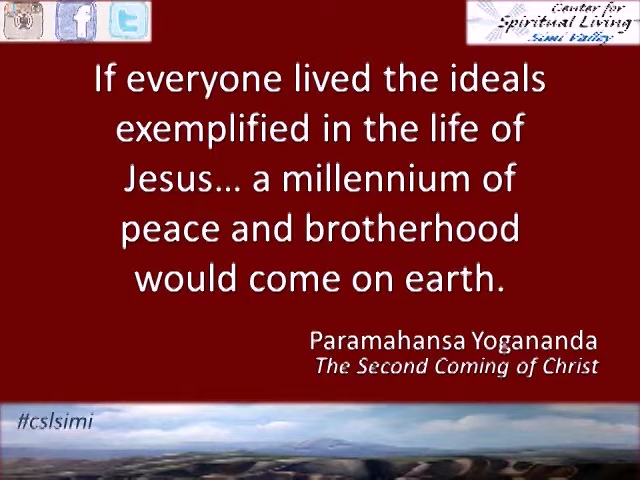 Center for
Spiritual Living
Simi Valley
If everyone lived the ideals
exemplified in the life of
Jesus... a millennium of
peace and brotherhood
would come on earth.
Paramahansa Yogananda
The Second Coming of Christ
#cslsimi